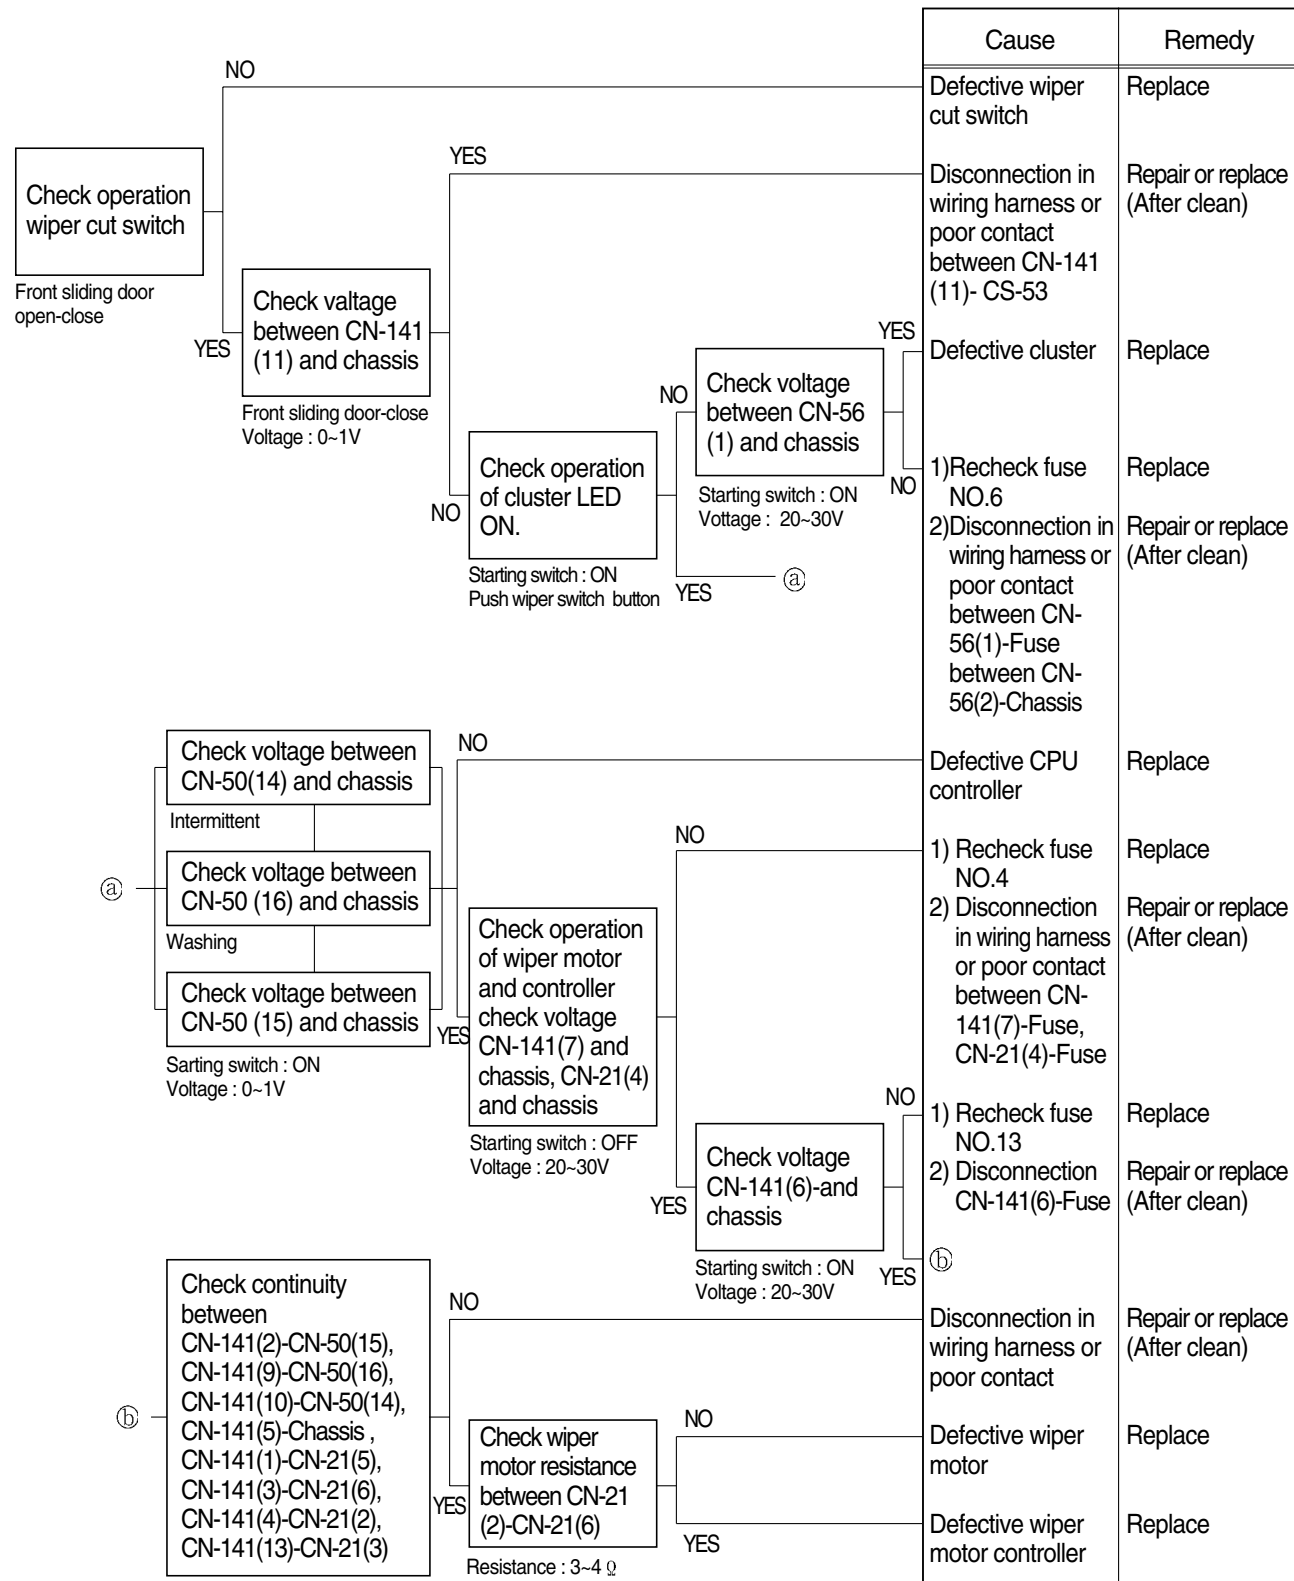 Cause
Remedy
NO
Defective wiper
cut switch
Replace
YES
Check operation
wiper cut switch
Front sliding door
open-close
Disconnection in
wiring harness or
poor contact
between CN-141
(11)- CS-53
Repair or replace
(After clean)
YES
Check valtage
between CN-141
(11) and chassis
Front sliding door-close
Voltage : 0~1V
YES
Defective cluster
Replace
NO
Check voltage
between CN-56
(1) and chassis
Starting switch : ON
Vottage :  20~30V
NO
Check operation
of cluster LED
ON.
Starting switch : ON
Push wiper switch  button
NO
1)Recheck fuse
NO.6
Replace
2)Disconnection in
wiring harness or
poor contact
between CN-
56(1)-Fuse
between CN-
56(2)-Chassis
Repair or replace
(After clean)
YES
ⓐ
Check voltage between
CN-50(14) and chassis
Intermittent
NO
Defective CPU
controller
Replace
ⓐ
Check voltage between
CN-50 (16) and chassis
Washing
Check voltage between
CN-50 (15) and chassis
Sarting switch : ON
Voltage : 0~1V
YES
Check operation
of wiper motor
and controller
check voltage
CN-141(7) and
chassis, CN-21(4)
and chassis
Starting switch : OFF
Voltage : 20~30V
NO
1) Recheck fuse
NO.4
Replace
2) Disconnection
in wiring harness
or poor contact
between CN-
141(7)-Fuse,
CN-21(4)-Fuse
Repair or replace
(After clean)
YES
Check voltage
CN-141(6)-and
chassis
Starting switch : ON
Voltage : 20~30V
NO
1) Recheck fuse
NO.13
Replace
2) Disconnection
CN-141(6)-Fuse
Repair or replace
(After clean)
YES
ⓑ
ⓑ
Check continuity
between
CN-141(2)-CN-50(15),
CN-141(9)-CN-50(16),
CN-141(10)-CN-50(14),
CN-141(5)-Chassis ,
CN-141(1)-CN-21(5),
CN-141(3)-CN-21(6),
CN-141(4)-CN-21(2),
CN-141(13)-CN-21(3)
NO
Disconnection in
wiring harness or
poor contact
Repair or replace
(After clean)
YES
Check wiper
motor resistance
between CN-21
(2)-CN-21(6)
Resistance : 3~4 Ω
NO
Defective wiper
motor
Replace
YES
Defective wiper
motor controller
Replace